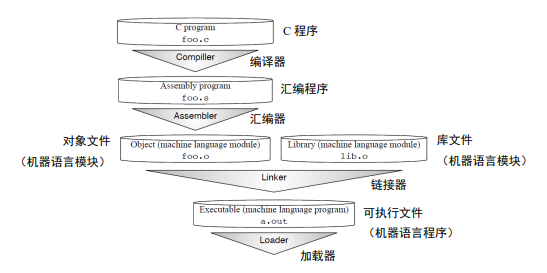 C program
foo.c
C 程序
Compiller
编译器
Assembly program
foo.s
汇编程序
Assembler
汇编器
对象文件
（机器语言模块）
Object (machine language module)
foo.o
Library (machine language module)
lib.o
库文件
（机器语言模块）
Linker
链接器
Executable (machine language program)
a.out
可执行文件
（机器语言程序）
Loader
加载器